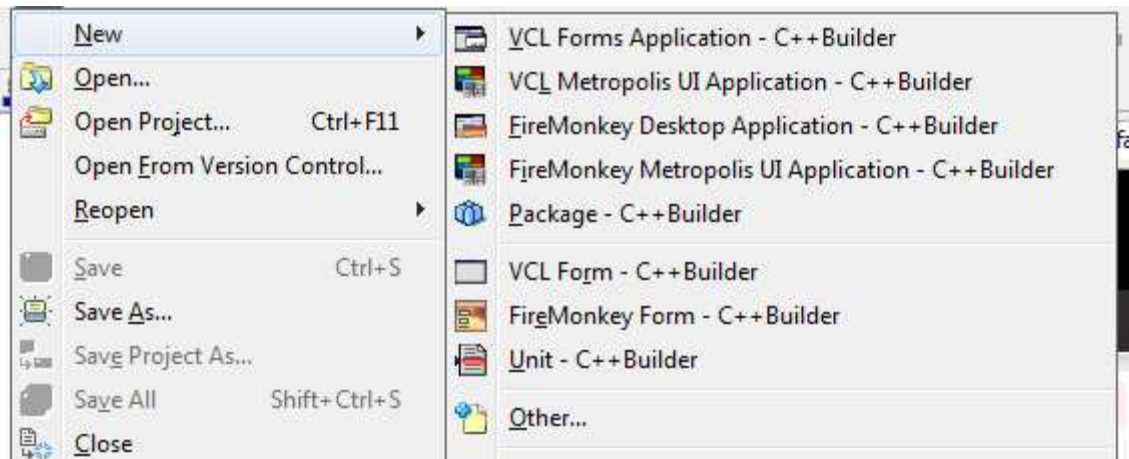 New
Open...
Open Project... Ctrl+F11
Open From Version Control...
Reopen
Save Ctrl+S
Save As...
Save Project As...
Save All Shift+Ctrl+S
Close
VCL Forms Application - C++Builder
VCL Metropolis UI Application - C++Builder
FireMonkey Desktop Application - C++Builder
FireMonkey Metropolis UI Application - C++Builder
Package - C++Builder
VCL Form - C++Builder
FireMonkey Form - C++Builder
Unit - C++Builder
Other...